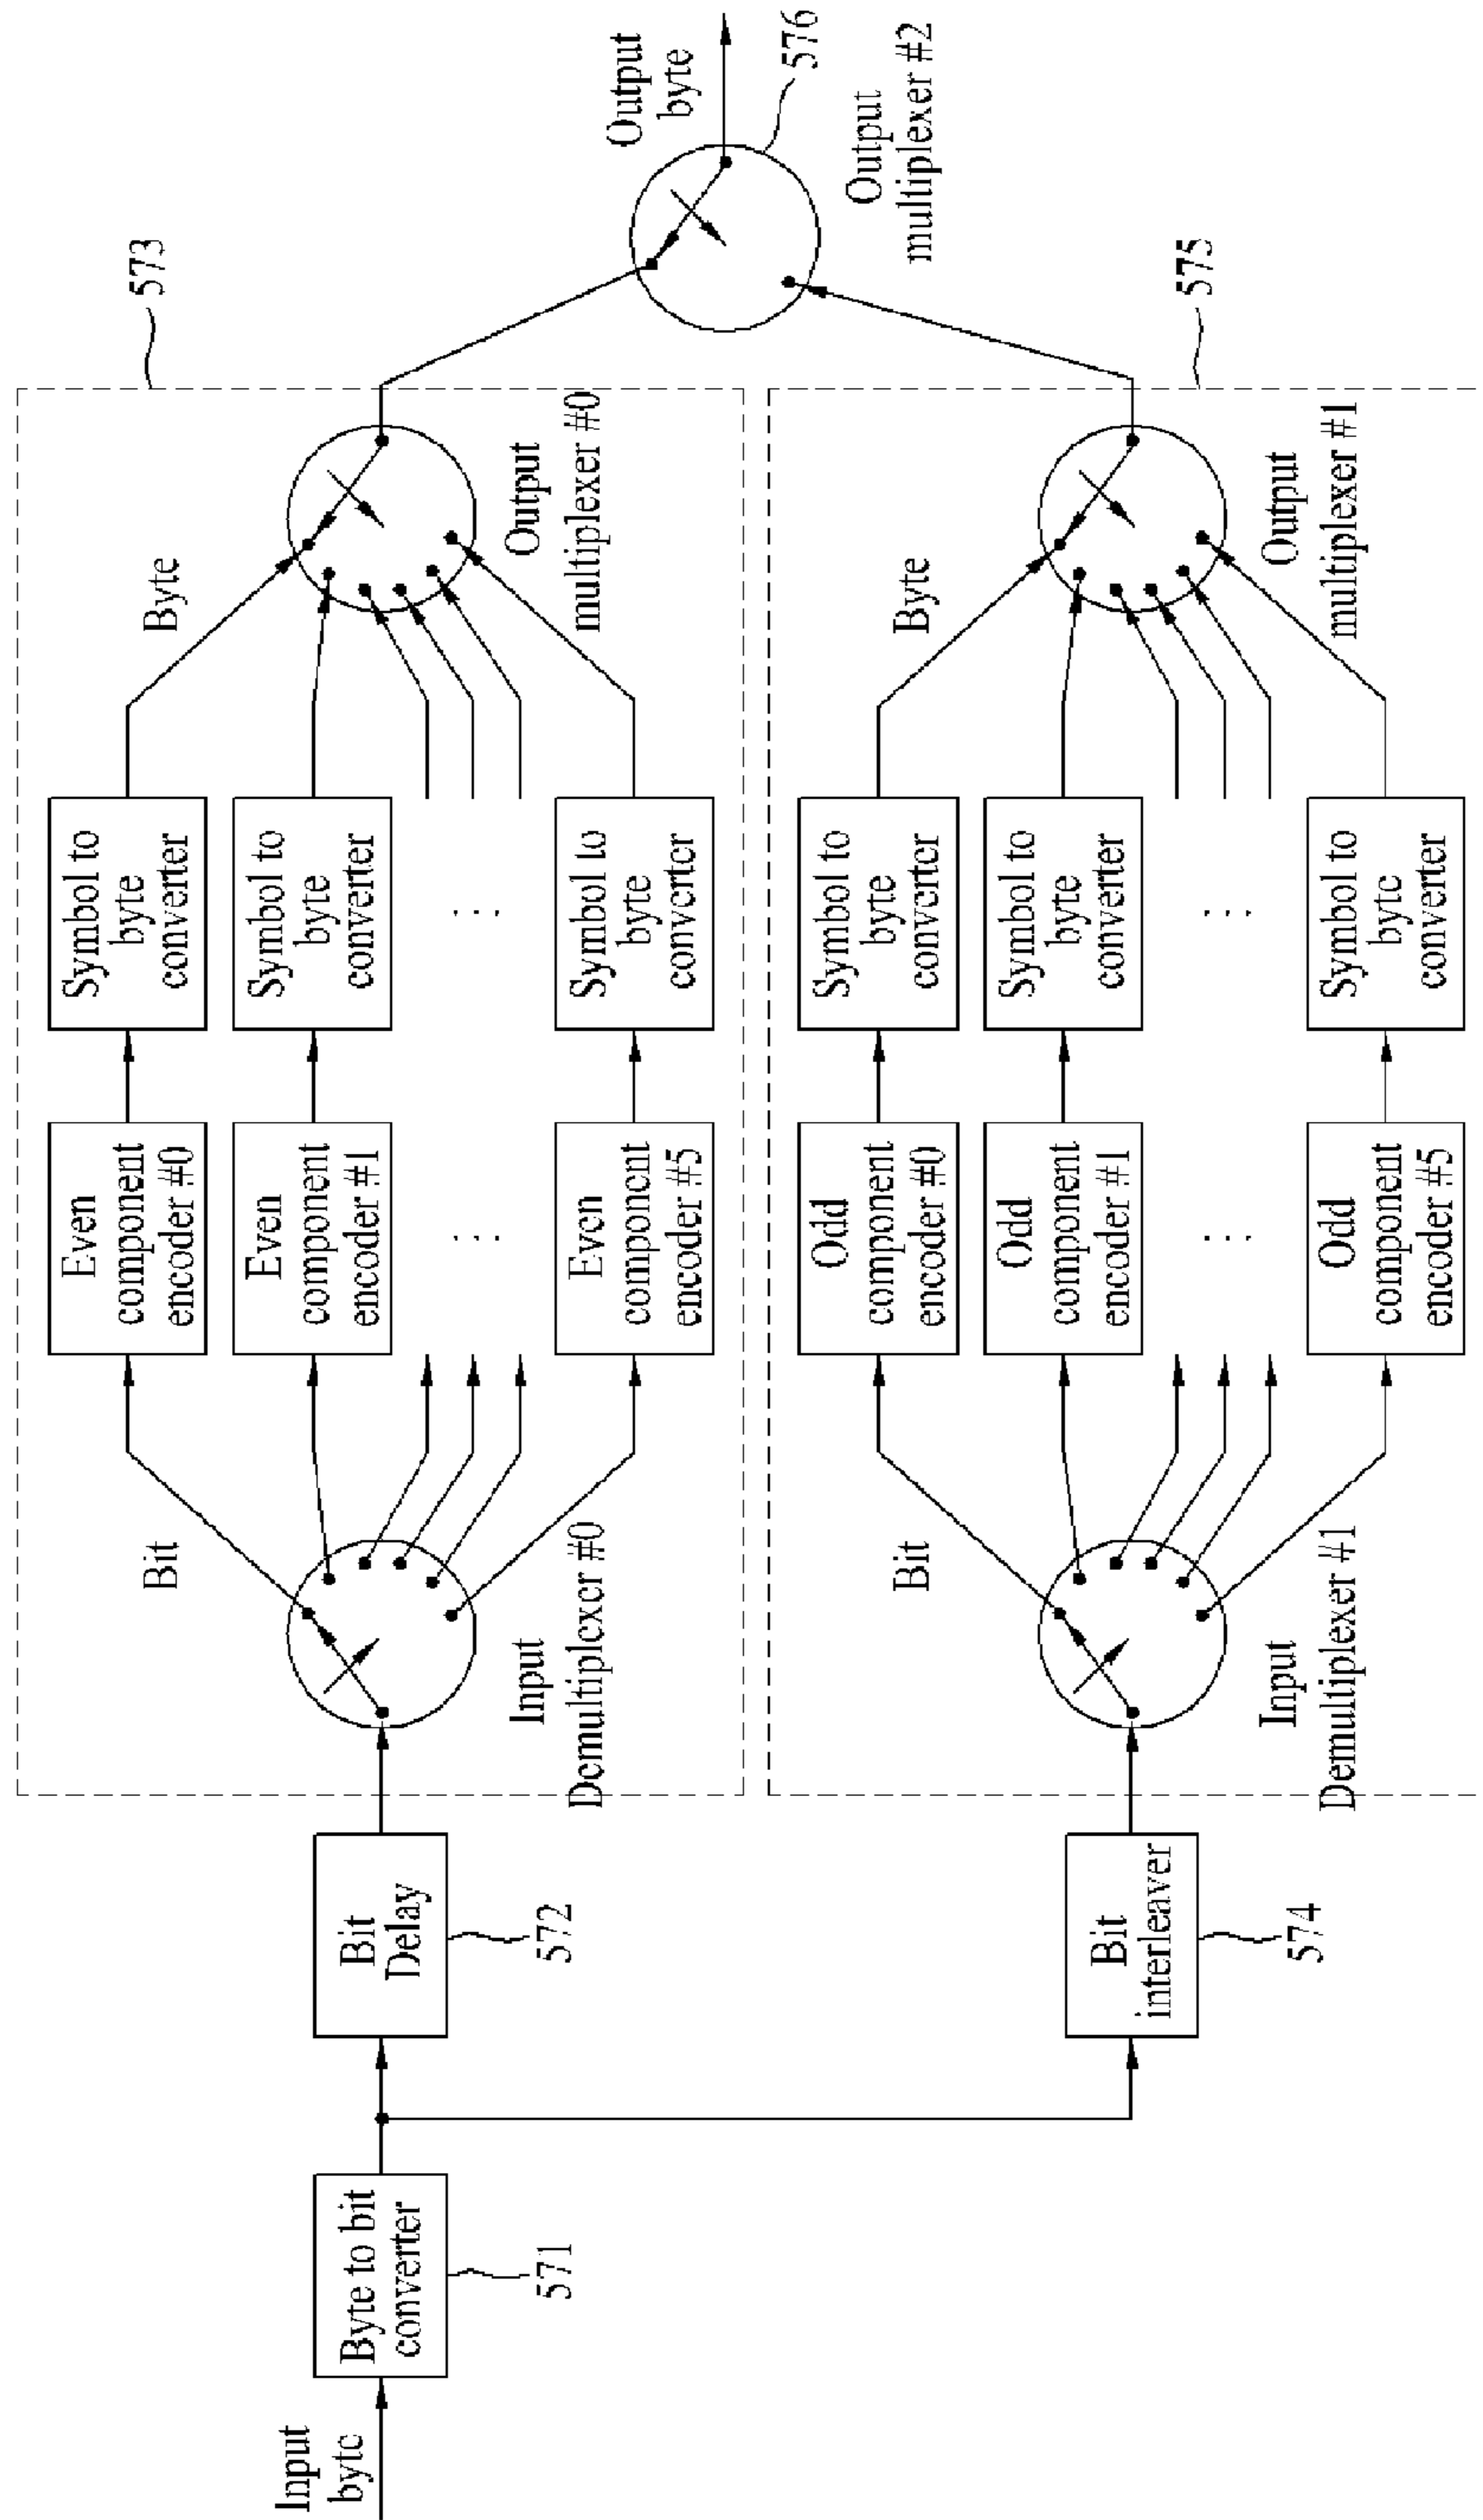 Input
byte
Byte to bit
converter
571
Bit
Delay
572
Bit
interleaver
574
573
Bit
Input
Demultiplexer #0
Even
component
encoder #0
Even
component
encoder #1
...
Even
component
encoder #5
Symbol to
byte
converter
Symbol to
byte
converter
...
Symbol to
byte
converter
Byte
Output
multiplexer #0
575
Bit
Input
Demultiplexer #1
Odd
component
encoder #0
Odd
component
encoder #1
...
Odd
component
encoder #5
Symbol to
byte
converter
Symbol to
byte
converter
...
Symbol to
byte
converter
Byte
Output
multiplexer #1
Output
byte
576
Output
multiplexer #2